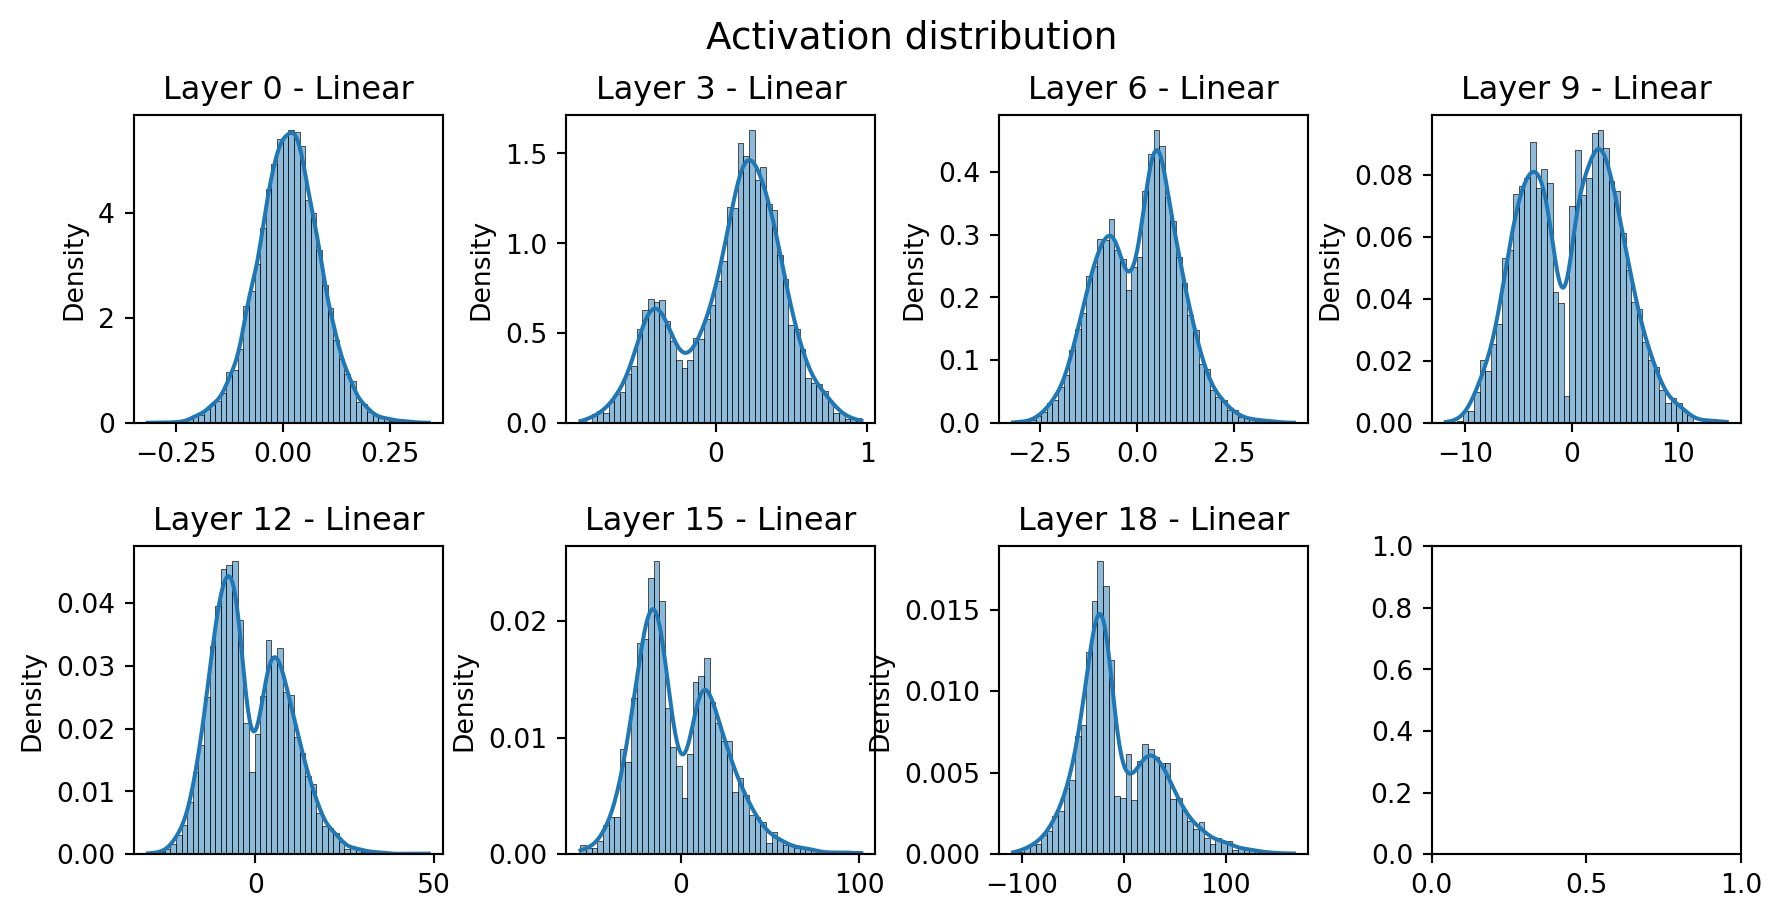 Activation distribution
Layer 0 - Linear
Layer 3 - Linear
Layer 6 - Linear
Layer 9 - Linear
Density
4
2
0
−0.25 0.00 0.25
Density
1.5
1.0
0.5
0.0
0 1
Density
0.4
0.3
0.2
0.1
0.0
−2.5 0.0 2.5
Density
0.08
0.06
0.04
0.02
0.00
−10 0 10
Layer 12 - Linear
Layer 15 - Linear
Layer 18 - Linear
Density
0.04
0.03
0.02
0.01
0.00
0 50
Density
0.02
0.01
0.00
0 100
Density
0.015
0.010
0.005
0.000
−100 0 100
1.0
0.8
0.6
0.4
0.2
0.0
0.0 0.5 1.0